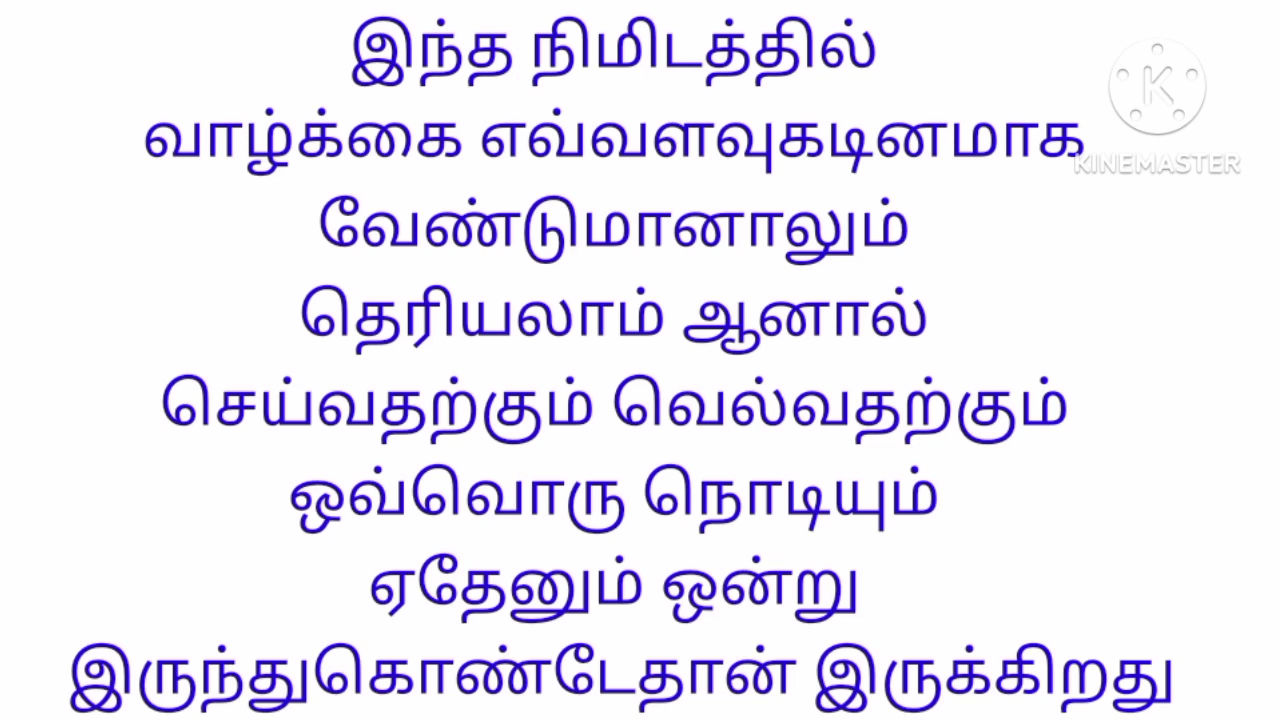 இந்த நிமிடத்தில்
வாழ்க்கை எவ்வளவுகடினமாக
வேண்டுமானாலும்
தெரியலாம் ஆனால்
செய்வதற்கும் வெல்வதற்கும்
ஒவ்வொரு நொடியும்
ஏதேனும் ஒன்று
இருந்துகொண்டேதான் இருக்கிறது
K
KINEMASTER